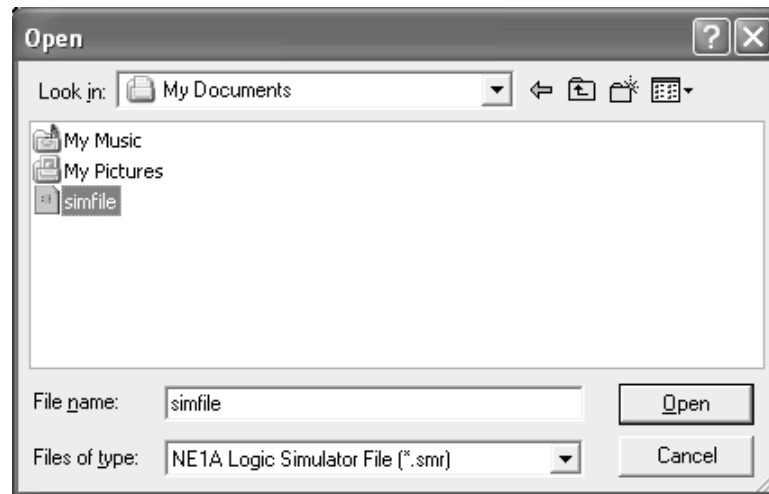 Open
Look in: My Documents
My Music
My Pictures
simfile
File name: simfile Open
Files of type: NE1A Logic Simulator File (*.smr) Cancel